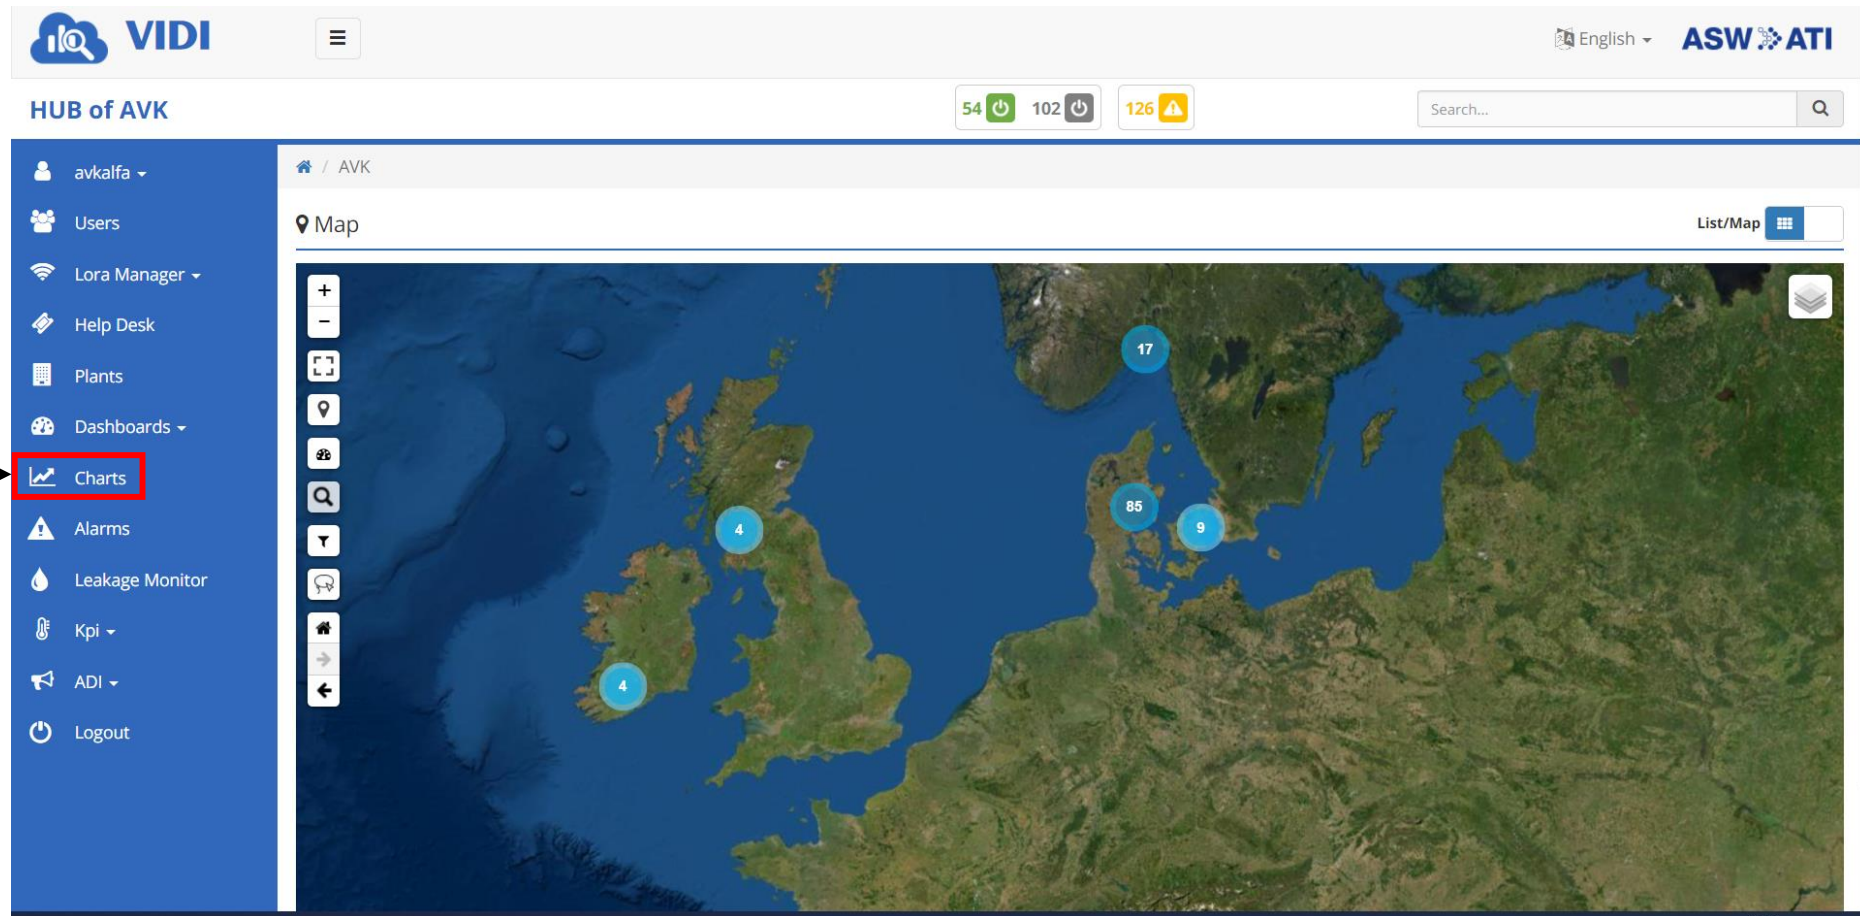 VIDI
English
ASW ATI
HUB of AVK
54 102 126
Search...
avkalfa
/ AVK
Users
Map
List/Map
Lora Manager
Help Desk
Plants
Dashboards
Charts
Alarms
Leakage Monitor
Kpi
ADI
Logout
+
−
17
85
9
4
4